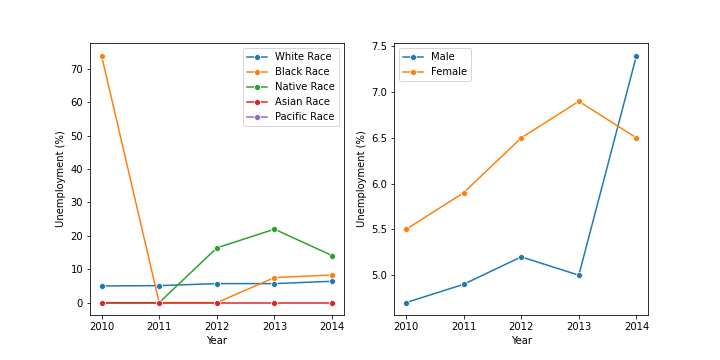 White Race
Black Race
Native Race
Asian Race
Pacific Race
70
60
50
40
30
20
10
0
Unemployment (%)
2010 2011 2012 2013 2014
Year
Male
Female
7.5
7.0
6.5
6.0
5.5
5.0
Unemployment (%)
2010 2011 2012 2013 2014
Year